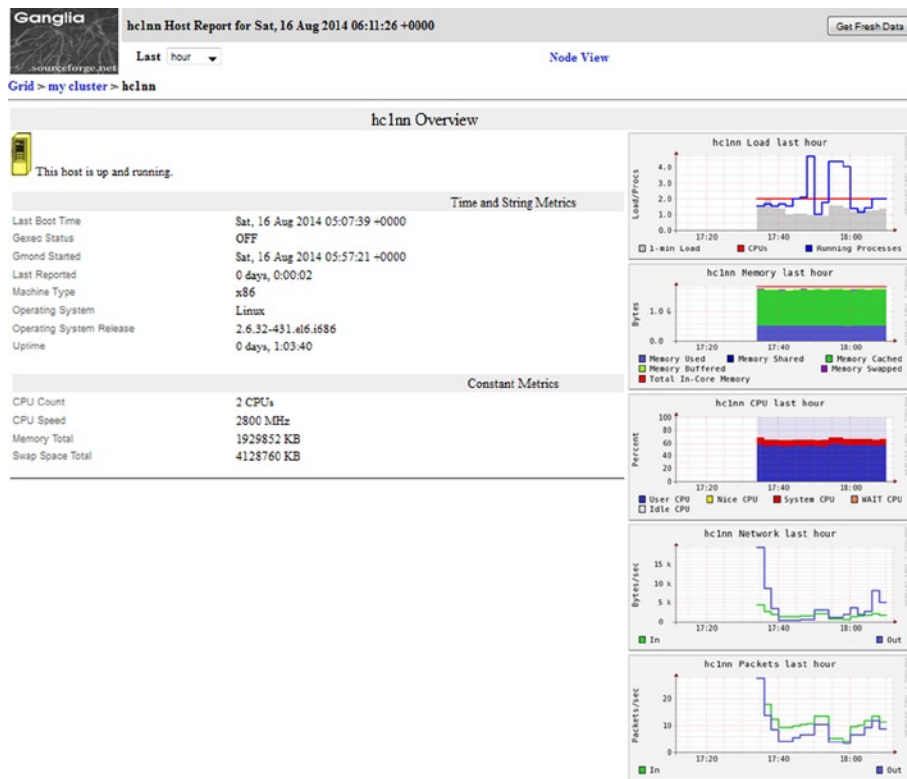 Ganglia
.sourceforge.net
hc1nn Host Report for Sat, 16 Aug 2014 06:11:26 +0000
Get Fresh Data
Last hour
Node View
Grid > my cluster > hc1nn
hc1nn Overview
This host is up and running.
Time and String Metrics
Last Boot Time Sat, 16 Aug 2014 05:07:39 +0000
Gexec Status OFF
Gmond Started Sat, 16 Aug 2014 05:57:21 +0000
Last Reported 0 days, 0:00:02
Machine Type x86
Operating System Linux
Operating System Release 2.6.32-431.el6.i686
Uptime 0 days, 1:03:40
Constant Metrics
CPU Count 2 CPUs
CPU Speed 2800 MHz
Memory Total 1929852 KB
Swap Space Total 4128760 KB
hc1nn Load last hour
Load/Procs
4.0
3.0
2.0
1.0
0.0
17:20 17:40 18:00
1-min Load CPUs Running Processes
hc1nn Memory last hour
Bytes
1.0 G
0.0
17:20 17:40 18:00
Memory Used Memory Shared Memory Cached
Memory Buffered Memory Swapped
Total In-Core Memory
hc1nn CPU last hour
Percent
100
80
60
40
20
0
17:20 17:40 18:00
User CPU Nice CPU System CPU WAIT CPU
Idle CPU
hc1nn Network last hour
Bytes/sec
15 k
10 k
5 k
0
17:20 17:40 18:00
In Out
hc1nn Packets last hour
Packets/sec
20
10
0
17:20 17:40 18:00
In Out